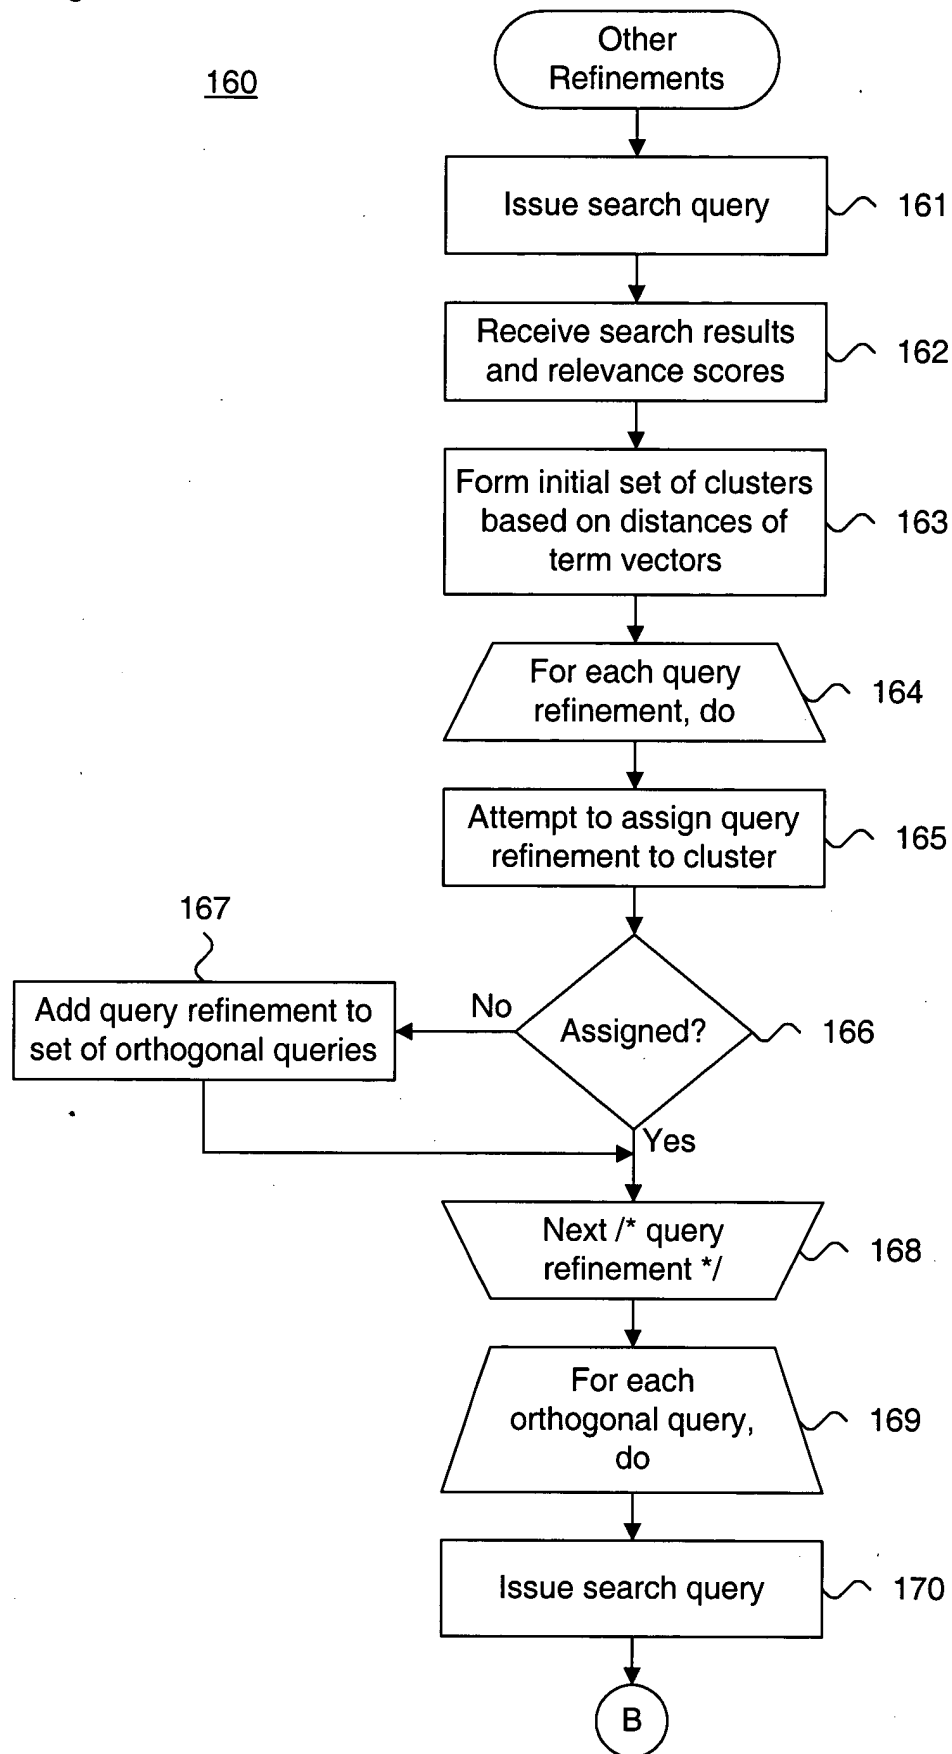 160
Other
Refinements
Issue search query
161
Receive search results
and relevance scores
162
Form initial set of clusters
based on distances of
term vectors
163
For each query
refinement, do
164
Attempt to assign query
refinement to cluster
165
167
Add query refinement to
set of orthogonal queries
No
Assigned?
166
Yes
Next /* query
refinement */
168
For each
orthogonal query,
do
169
Issue search query
170
B